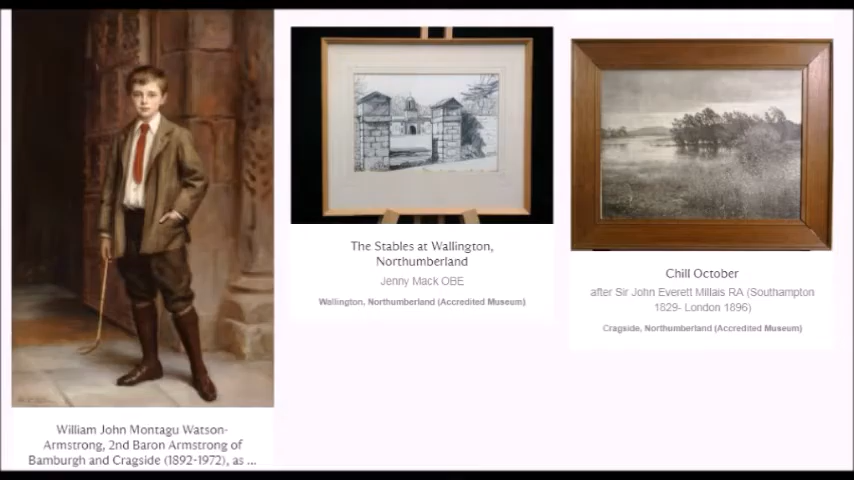 William John Montagu Watson-
Armstrong, 2nd Baron Armstrong of
Bamburgh and Cragside (1892-1972), as ...
The Stables at Wallington,
Northumberland
Jenny Mack OBE
Wallington, Northumberland (Accredited Museum)
Chill October
after Sir John Everett Millais RA (Southampton
1829- London 1896)
Cragside, Northumberland (Accredited Museum)